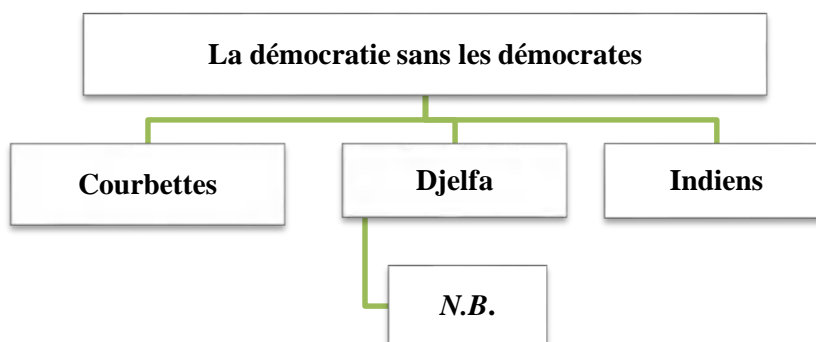 La démocratie sans les démocrates
Courbettes
Djelfa
Indiens
N.B.